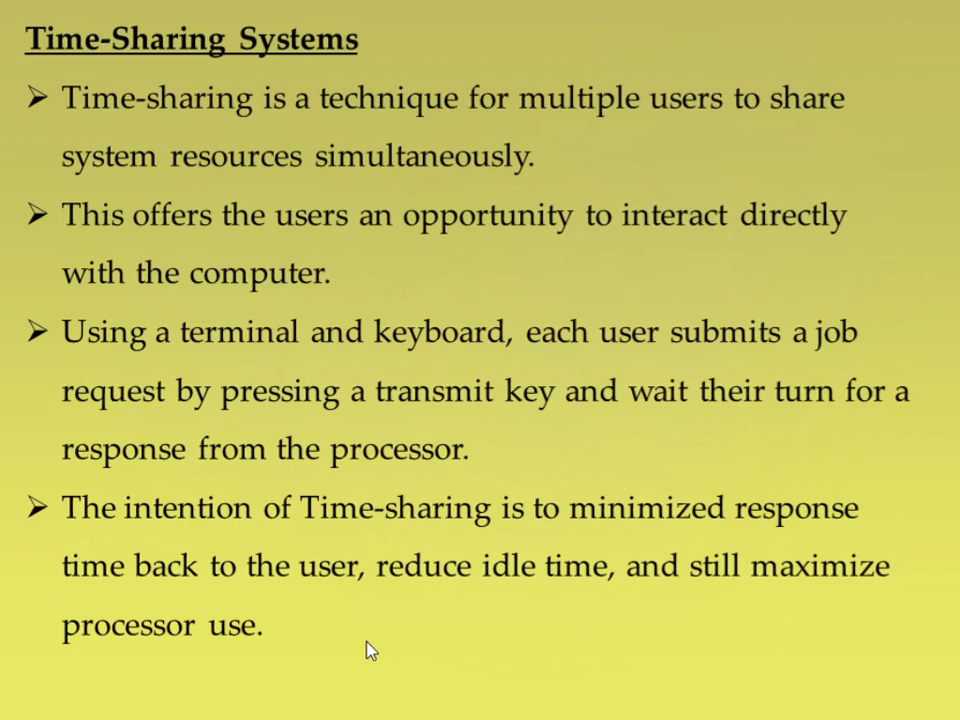 Time-Sharing Systems
➢ Time-sharing is a technique for multiple users to share
system resources simultaneously.
➢ This offers the users an opportunity to interact directly
with the computer.
➢ Using a terminal and keyboard, each user submits a job
request by pressing a transmit key and wait their turn for a
response from the processor.
➢ The intention of Time-sharing is to minimized response
time back to the user, reduce idle time, and still maximize
processor use.